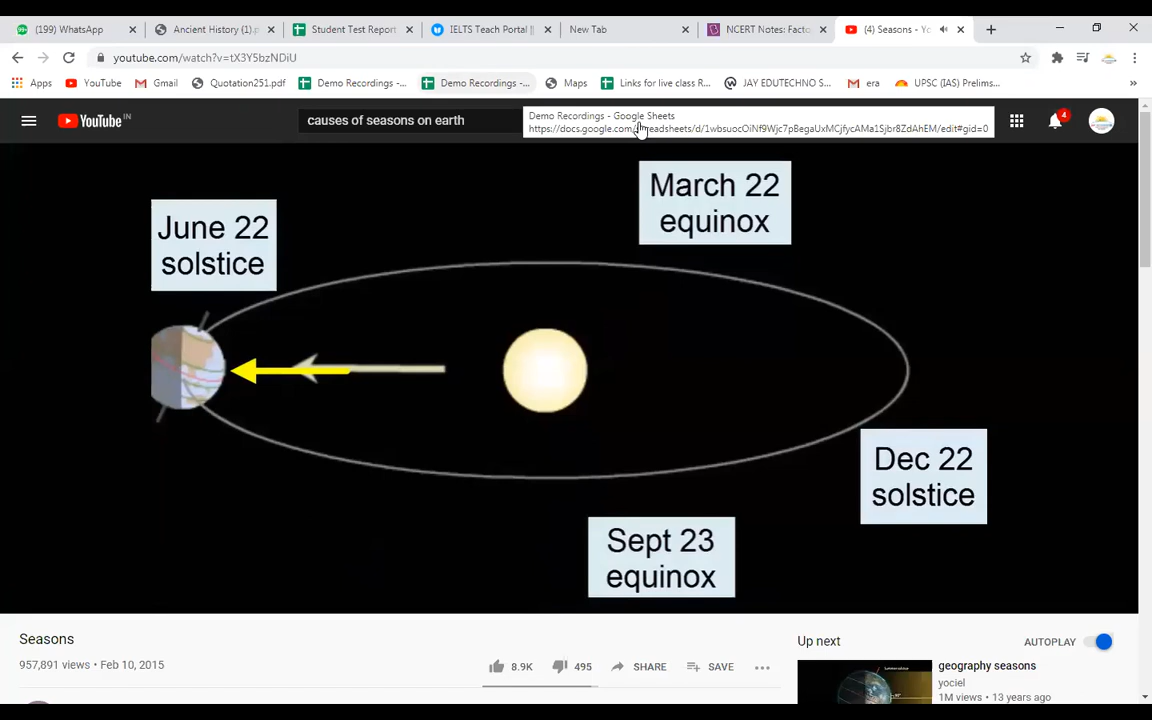 99+
(199) WhatsApp
Ancient History (1).p
Student Test Report
IELTS Teach Portal ||
New Tab
NCERT Notes: Facto
(4) Seasons - Yo
youtube.com/watch?v=tX3Y5bzNDiU
Apps
YouTube
Gmail
Quotation251.pdf
Demo Recordings -...
Demo Recordings -...
Maps
Links for live class R...
JAY EDUTECHNO S...
era
UPSC (IAS) Prelims...
YouTube IN
causes of seasons on earth
Demo Recordings - Google Sheets
4
March 22
equinox
June 22
solstice
Dec 22
solstice
Sept 23
equinox
Seasons
957,891 views • Feb 10, 2015
8.9K
495
SHARE
SAVE
Up next
AUTOPLAY
geography seasons
yociel
1M views • 13 years ago